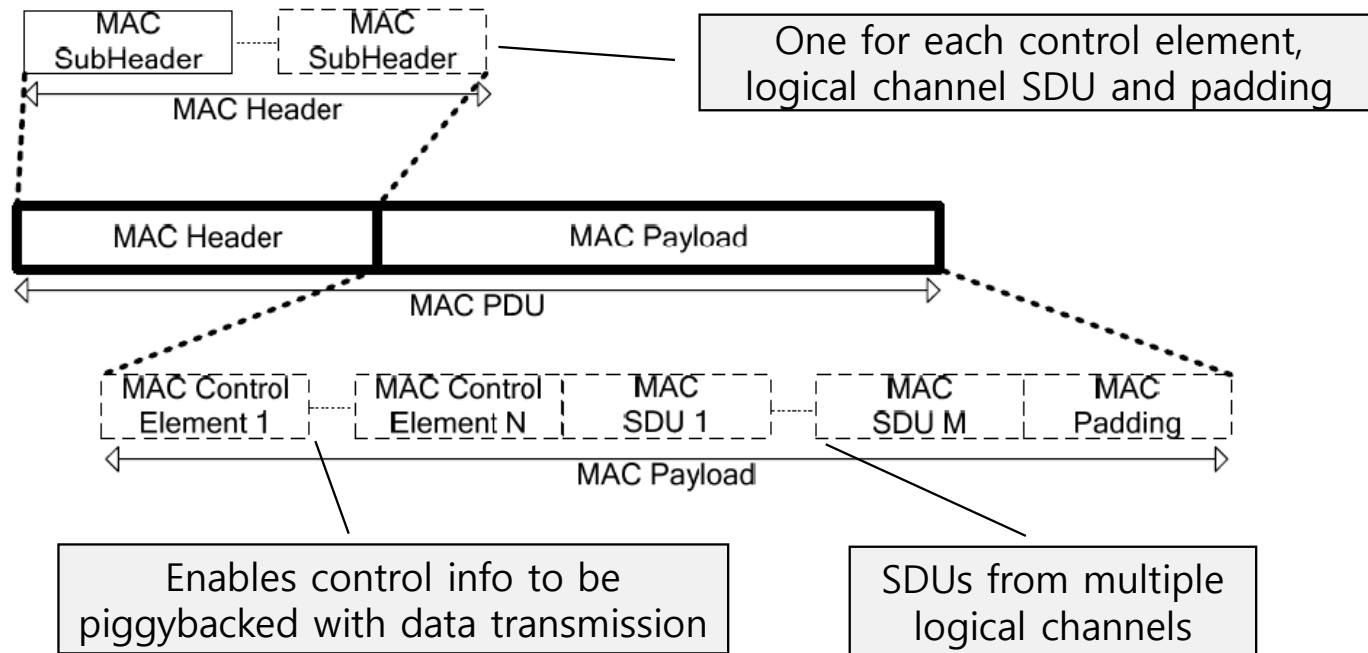 MAC
SubHeader
MAC
SubHeader
MAC Header
One for each control element,
logical channel SDU and padding
MAC Header
MAC Payload
MAC PDU
MAC Control
Element 1
MAC Control
Element N
MAC
SDU 1
MAC
SDU M
MAC
Padding
MAC Payload
Enables control info to be
piggybacked with data transmission
SDUs from multiple
logical channels